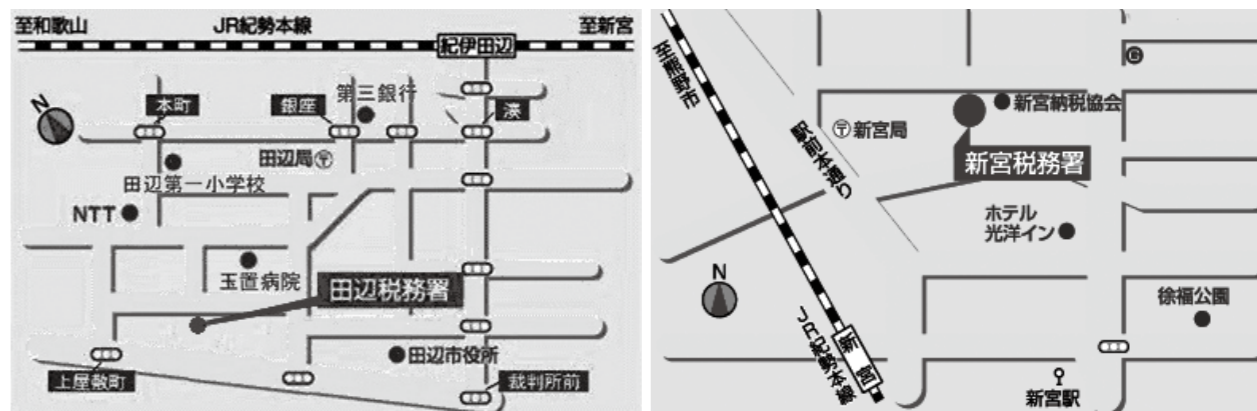 至和歌山
JR紀勢本線
至新宮
紀伊田辺
N
本町
銀座
第三銀行
湊
田辺局〒
田辺第一小学校
NTT
玉置病院
田辺税務署
田辺市役所
上屋敷町
裁判所前
至熊野市
G
新宮納税協会
〒新宮局
駅前本通り
新宮税務署
ホテル
光洋イン
N
徐福公園
JR紀勢本線
新宮
新宮駅